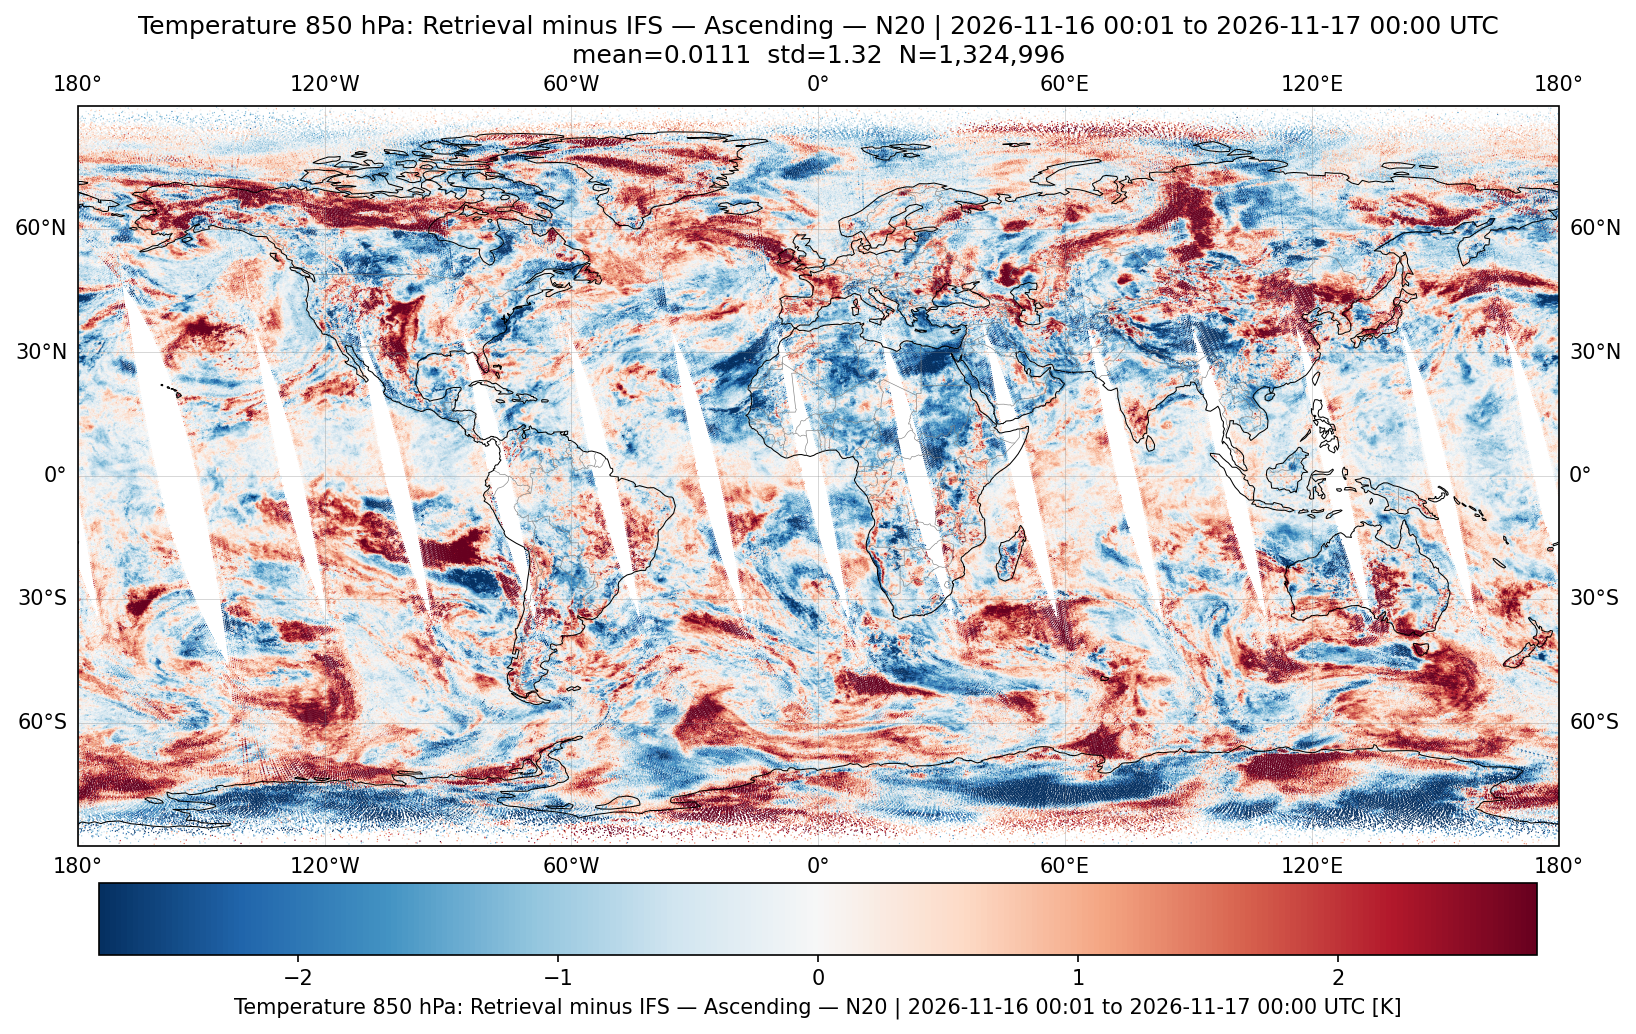 Temperature 850 hPa: Retrieval minus IFS — Ascending — N20 | 2026-11-16 00:01 to 2026-11-17 00:00 UTC
mean=0.0111  std=1.32  N=1,324,996
180° 120°W 60°W 0° 60°E 120°E 180°
60°N 60°N
30°N 30°N
0° 0°
30°S 30°S
60°S 60°S
180° 120°W 60°W 0° 60°E 120°E 180°
−2 −1 0 1 2
Temperature 850 hPa: Retrieval minus IFS — Ascending — N20 | 2026-11-16 00:01 to 2026-11-17 00:00 UTC [K]